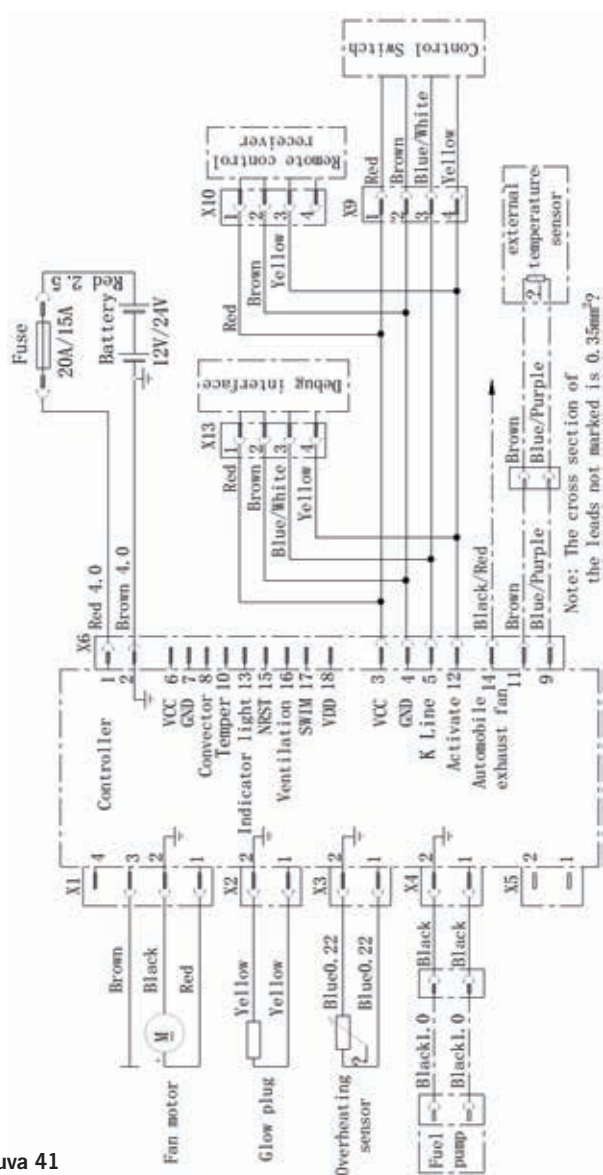 Control Switch
Red
Brown
Blue/White
Yellow
X9
1
2
3
4
Remote control
receiver
X10
1
2
3
4
Red
Brown
Yellow
external
temperature
sensor
?
Brown
Blue/Purple
Note: The cross section of
the leads not marked is 0.35mm²?
Fuse
20A/15A
Red 2.5
Battery
12V/24V
Debug interface
X13
1
2
3
4
Red
Brown
Blue/White
Yellow
Red 4.0
Brown 4.0
Black/Red
Brown
Blue/Purple
X6
1
2
6
7
8
10
13
15
16
17
18
3
4
5
12
14
11
9
Controller
VCC
GND
Convector
Temper
Indicator light
NRST
Ventilation
SWIM
VDD
VCC
GND
K Line
Activate
Automobile
exhaust fan
X1
4
3
2
1
X2
2
1
X3
2
1
X4
2
1
X5
2
1
Brown
Black
Red
M
Fan motor
Yellow
Yellow
Glow plug
Blue0.22
Blue0.22
?
Overheating
sensor
Black
Black
Black1.0
Black1.0
Fuel
pump
uva 41